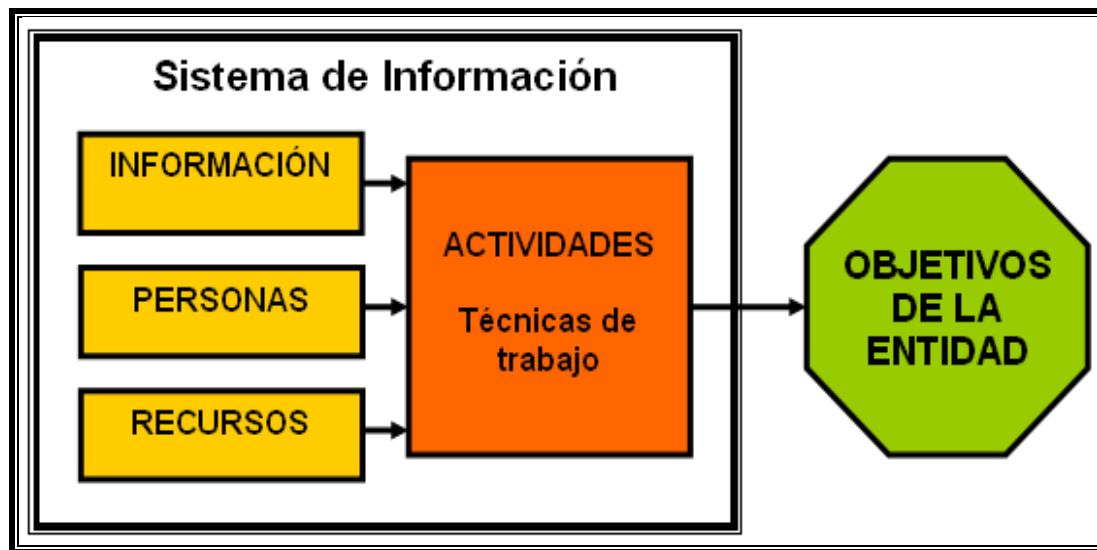 Sistema de Información
INFORMACIÓN
PERSONAS
RECURSOS
ACTIVIDADES
Técnicas de
trabajo
OBJETIVOS
DE LA
ENTIDAD